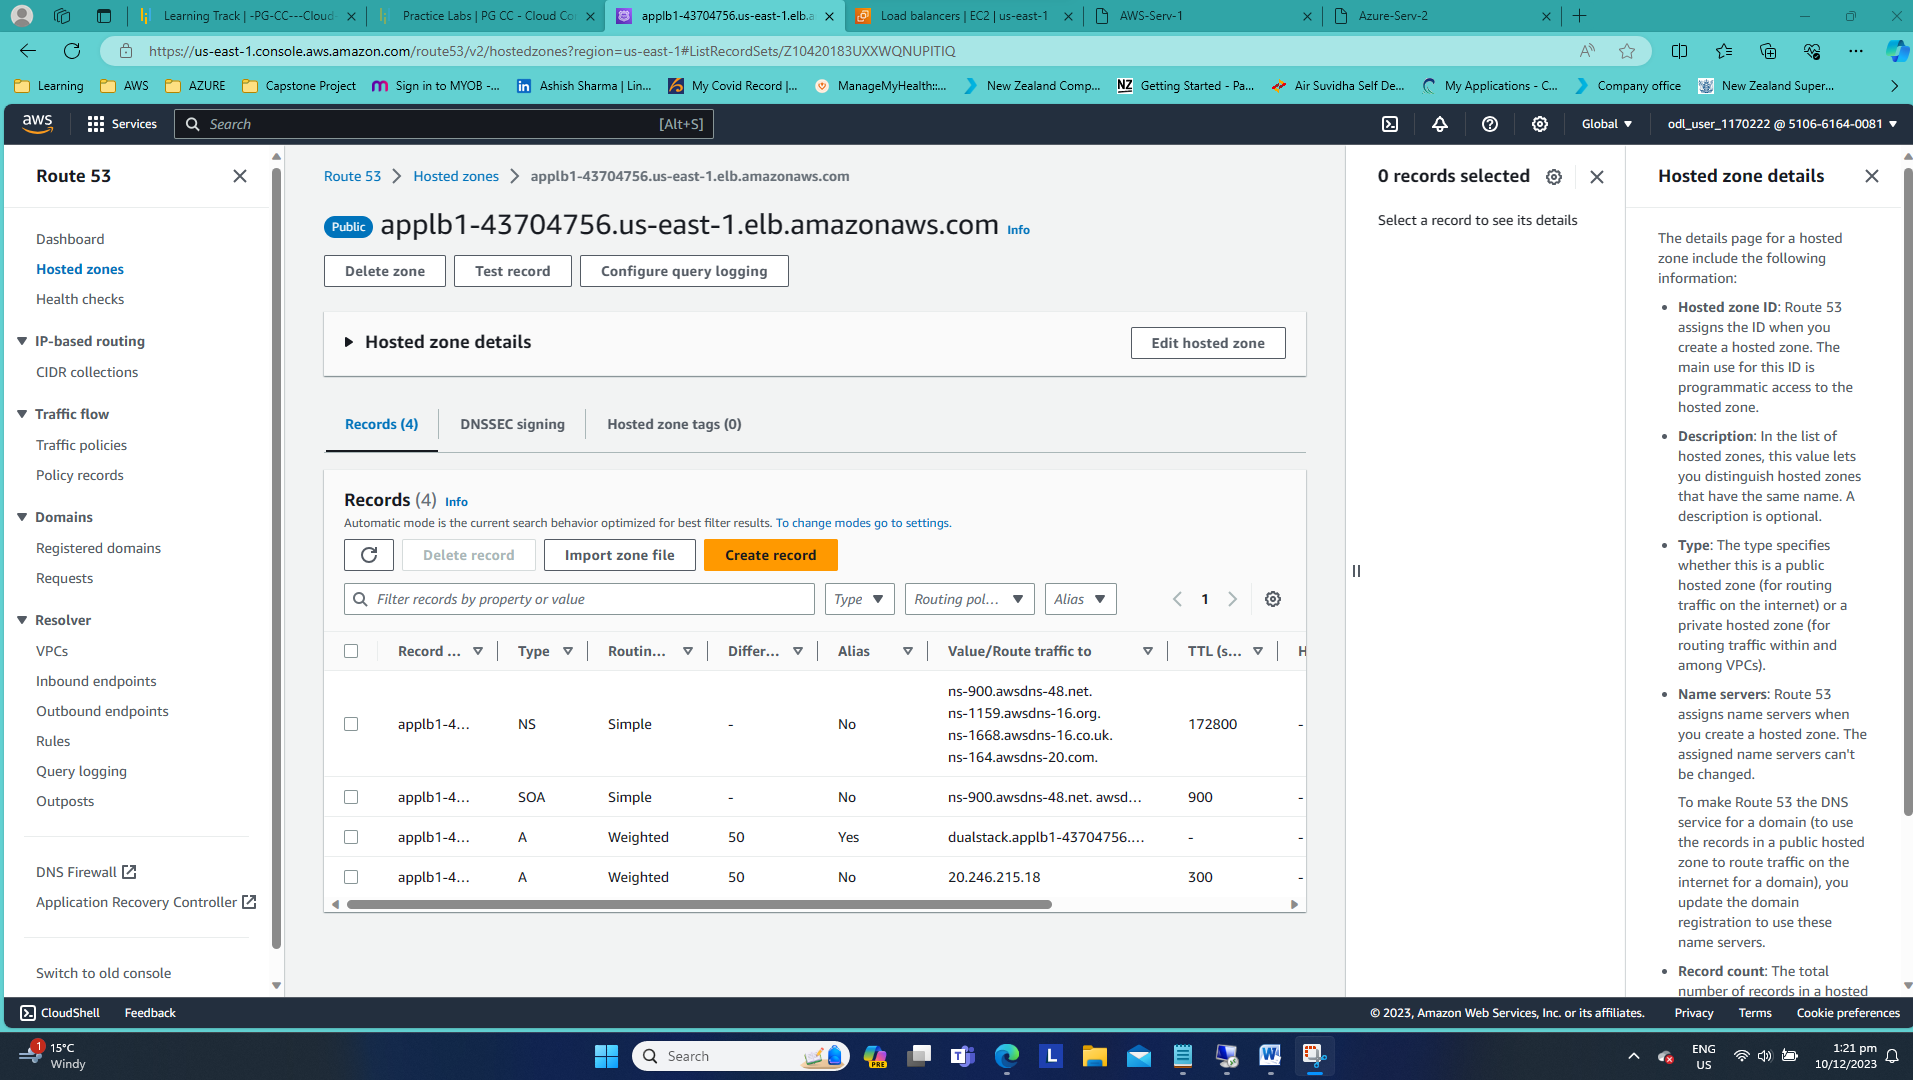 Learning Track | -PG-CC---Cloud-
Practice Labs | PG CC - Cloud Co
applb1-43704756.us-east-1.elb.a
Load balancers | EC2 | us-east-1
AWS-Serv-1
Azure-Serv-2
https://us-east-1.console.aws.amazon.com/route53/v2/hostedzones?region=us-east-1#ListRecordSets/Z10420183UXXWQNUPITIQ
Learning
AWS
AZURE
Capstone Project
Sign in to MYOB -...
Ashish Sharma | Lin...
My Covid Record |...
ManageMyHealth:...
New Zealand Comp...
NZ
Getting Started - Pa...
Air Suvidha Self De...
My Applications - C...
Company office
New Zealand Super...
aws
Services
Search
[Alt+S]
Global
odl_user_1170222 @ 5106-6164-0081
Route 53
Dashboard
Hosted zones
Health checks
IP-based routing
CIDR collections
Traffic flow
Traffic policies
Policy records
Domains
Registered domains
Requests
Resolver
VPCs
Inbound endpoints
Outbound endpoints
Rules
Query logging
Outposts
DNS Firewall
Application Recovery Controller
Switch to old console
Route 53
Hosted zones
applb1-43704756.us-east-1.elb.amazonaws.com
Public
applb1-43704756.us-east-1.elb.amazonaws.com
Info
Delete zone
Test record
Configure query logging
Hosted zone details
Edit hosted zone
Records (4)
DNSSEC signing
Hosted zone tags (0)
Records (4)
Info
Automatic mode is the current search behavior optimized for best filter results. To change modes go to settings.
Delete record
Import zone file
Create record
Filter records by property or value
Type
Routing pol...
Alias
1
Record ...
Type
Routin...
Differ...
Alias
Value/Route traffic to
TTL (s...
H
applb1-4...
NS
Simple
-
No
ns-900.awsdns-48.net.
ns-1159.awsdns-16.org.
ns-1668.awsdns-16.co.uk.
ns-164.awsdns-20.com.
172800
-
applb1-4...
SOA
Simple
-
No
ns-900.awsdns-48.net. awsd...
900
-
applb1-4...
A
Weighted
50
Yes
dualstack.applb1-43704756....
-
-
applb1-4...
A
Weighted
50
No
20.246.215.18
300
-
0 records selected
Select a record to see its details
Hosted zone details
The details page for a hosted
zone include the following
information:
• Hosted zone ID: Route 53
assigns the ID when you
create a hosted zone. The
main use for this ID is
programmatic access to the
hosted zone.
• Description: In the list of
hosted zones, this value lets
you distinguish hosted zones
that have the same name. A
description is optional.
• Type: The type specifies
whether this is a public
hosted zone (for routing
traffic on the internet) or a
private hosted zone (for
routing traffic within and
among VPCs).
• Name servers: Route 53
assigns name servers when
you create a hosted zone. The
assigned name servers can't
be changed.
To make Route 53 the DNS
service for a domain (to use
the records in a public hosted
zone to route traffic on the
internet for a domain), you
update the domain
registration to use these
name servers.
• Record count: The total
number of records in a hosted
CloudShell
Feedback
© 2023, Amazon Web Services, Inc. or its affiliates.
Privacy
Terms
Cookie preferences
1
15°C
Windy
Search
PRE
L
ENG
US
1:21 pm
10/12/2023